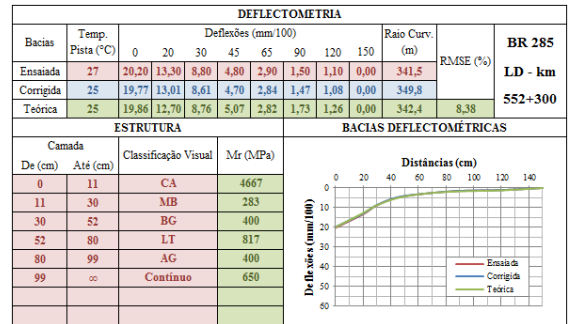 DEFLECTOMETRIA
Bacias Temp. Pista (°C) Deflexões (mm/100) Raio Curv. (m) RMSE (%) BR 285 LD - km 552+300
0 20 30 45 65 90 120 150
Ensaiada 27 20,20 13,30 8,80 4,80 2,90 1,50 1,10 0,00 341,5
Corrigida 25 19,77 13,01 8,61 4,70 2,84 1,47 1,08 0,00 349,8
Teórica 25 19,86 12,70 8,76 5,07 2,82 1,73 1,26 0,00 342,4 8,38
ESTRUTURA BACIAS DEFLECTOMÉTRICAS
Camada Classificação Visual Mr (MPa)
De (cm) Até (cm)
0 11 CA 4667
11 30 MB 283
30 52 BG 400
52 80 LT 817
80 99 AG 400
99 ∞ Contínuo 650
Distâncias (cm)
0 20 40 60 80 100 120 140
Deflexões (mm/100)
0
10
20
30
40
50
60
Ensaiada
Corrigida
Teórica